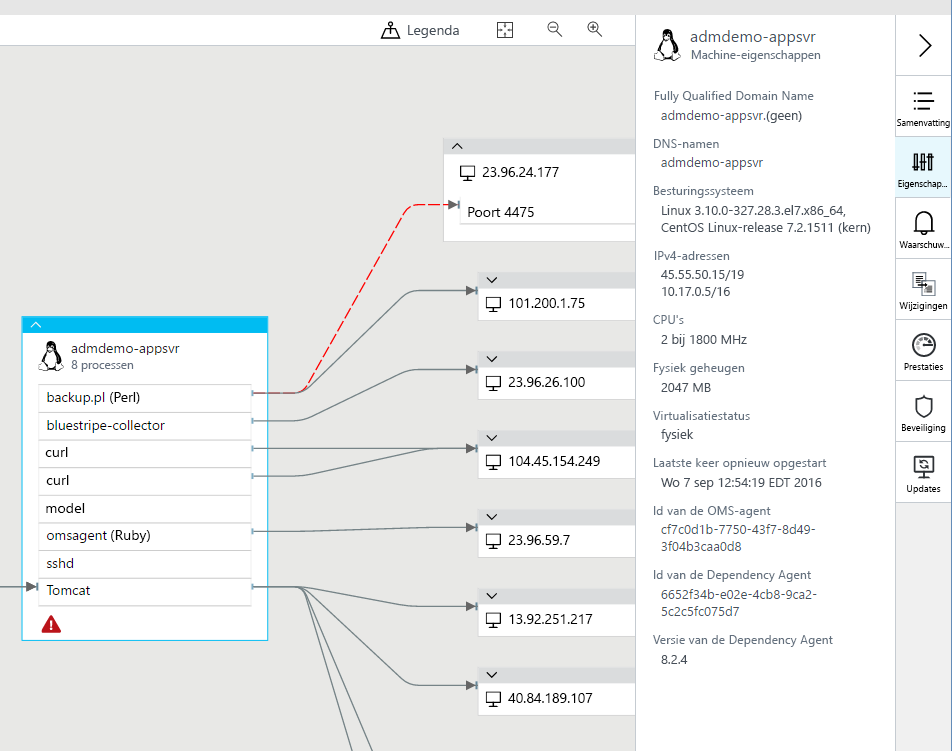 Legenda
23.96.24.177
Poort 4475
101.200.1.75
23.96.26.100
104.45.154.249
23.96.59.7
13.92.251.217
40.84.189.107
admdemo-appsvr
8 processen
backup.pl (Perl)
bluestripe-collector
curl
curl
model
omsagent (Ruby)
sshd
Tomcat
admdemo-appsvr
Machine-eigenschappen
Fully Qualified Domain Name
admdemo-appsvr.(geen)
DNS-namen
admdemo-appsvr
Besturingssysteem
Linux 3.10.0-327.28.3.el7.x86_64,
CentOS Linux-release 7.2.1511 (kern)
IPv4-adressen
45.55.50.15/19
10.17.0.5/16
CPU's
2 bij 1800 MHz
Fysiek geheugen
2047 MB
Virtualisatiestatus
fysiek
Laatste keer opnieuw opgestart
Wo 7 sep 12:54:19 EDT 2016
Id van de OMS-agent
cf7c0d1b-7750-43f7-8d49-
3f04b3caa0d8
Id van de Dependency Agent
6652f34b-e02e-4cb8-9ca2-
5c2c5fc075d7
Versie van de Dependency Agent
8.2.4
Samenvatting
Eigenschap...
Waarschuw...
Wijzigingen
Prestaties
Beveiliging
Updates